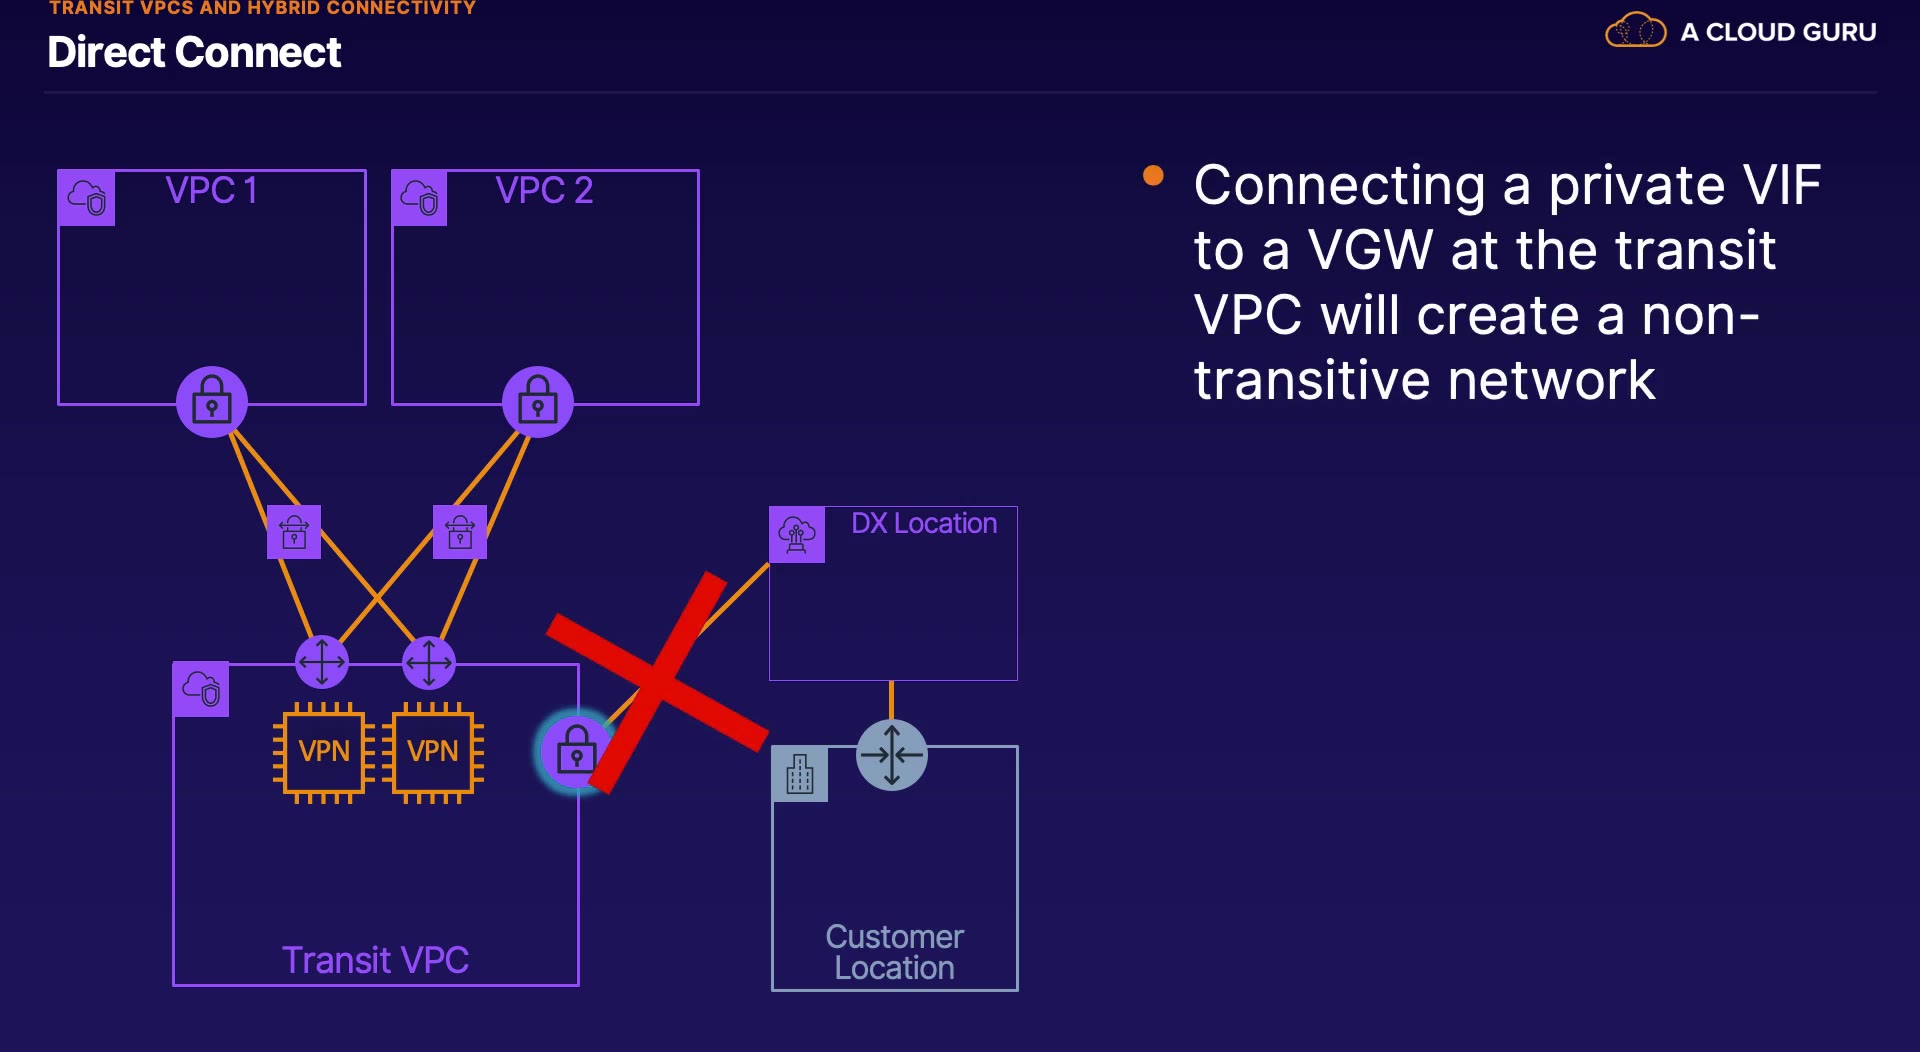 TRANSIT VPCS AND HYBRID CONNECTIVITY
Direct Connect
A CLOUD GURU
VPC 1
VPC 2
Connecting a private VIF
to a VGW at the transit
VPC will create a non-
transitive network
DX Location
VPN
VPN
Transit VPC
Customer
Location